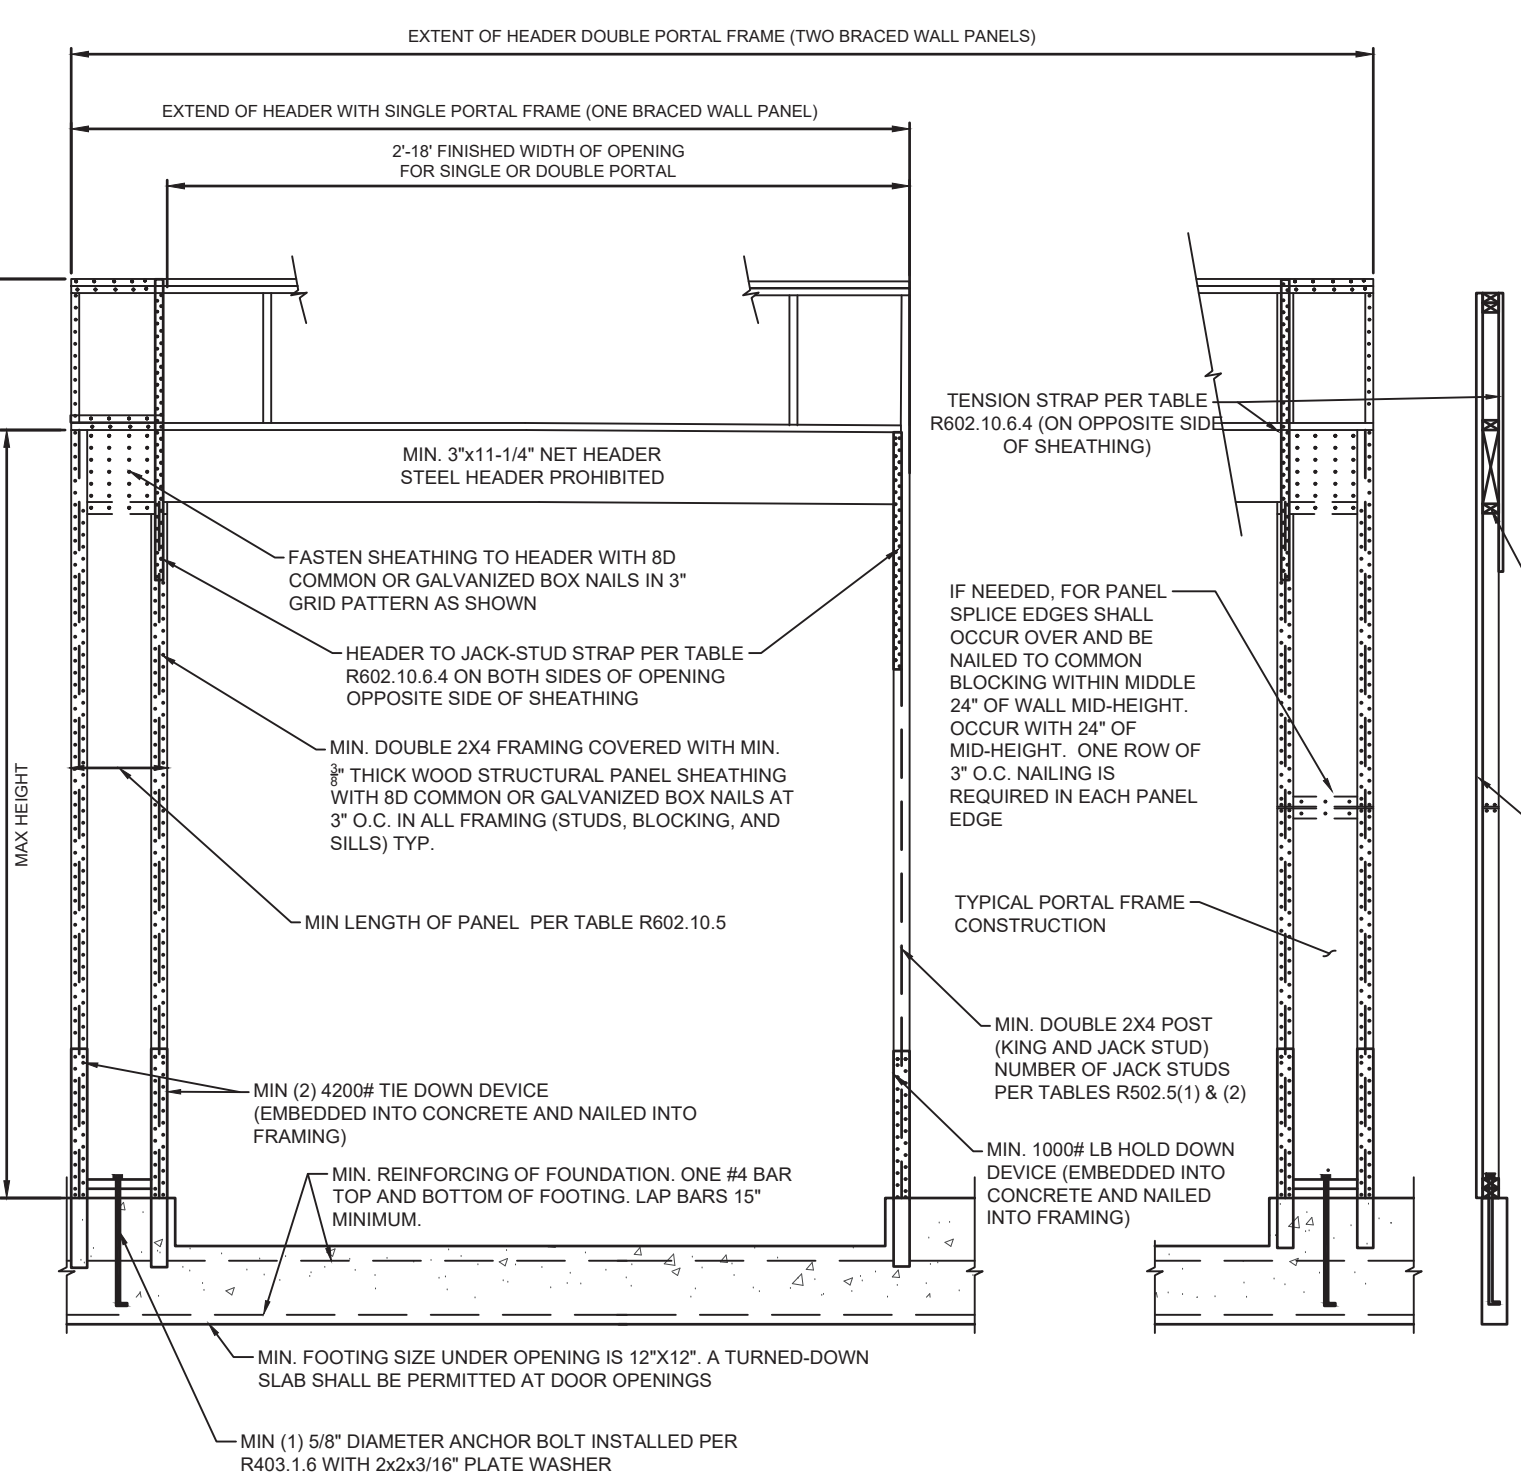 EXTENT OF HEADER DOUBLE PORTAL FRAME (TWO BRACED WALL PANELS)
EXTEND OF HEADER WITH SINGLE PORTAL FRAME (ONE BRACED WALL PANEL)
2'-18' FINISHED WIDTH OF OPENING
FOR SINGLE OR DOUBLE PORTAL
TENSION STRAP PER TABLE
R602.10.6.4 (ON OPPOSITE SIDE
OF SHEATHING)
MIN. 3"x11-1/4" NET HEADER
STEEL HEADER PROHIBITED
FASTEN SHEATHING TO HEADER WITH 8D
COMMON OR GALVANIZED BOX NAILS IN 3"
GRID PATTERN AS SHOWN
HEADER TO JACK-STUD STRAP PER TABLE
R602.10.6.4 ON BOTH SIDES OF OPENING
OPPOSITE SIDE OF SHEATHING
IF NEEDED, FOR PANEL
SPLICE EDGES SHALL
OCCUR OVER AND BE
NAILED TO COMMON
BLOCKING WITHIN MIDDLE
24" OF WALL MID-HEIGHT.
OCCUR WITH 24" OF
MID-HEIGHT. ONE ROW OF
3" O.C. NAILING IS
REQUIRED IN EACH PANEL
EDGE
MIN. DOUBLE 2X4 FRAMING COVERED WITH MIN.
3/8" THICK WOOD STRUCTURAL PANEL SHEATHING
WITH 8D COMMON OR GALVANIZED BOX NAILS AT
3" O.C. IN ALL FRAMING (STUDS, BLOCKING, AND
SILLS) TYP.
MAX HEIGHT
MIN LENGTH OF PANEL PER TABLE R602.10.5
TYPICAL PORTAL FRAME
CONSTRUCTION
MIN. DOUBLE 2X4 POST
(KING AND JACK STUD)
NUMBER OF JACK STUDS
PER TABLES R502.5(1) & (2)
MIN (2) 4200# TIE DOWN DEVICE
(EMBEDDED INTO CONCRETE AND NAILED INTO
FRAMING)
MIN. 1000# LB HOLD DOWN
DEVICE (EMBEDDED INTO
CONCRETE AND NAILED
INTO FRAMING)
MIN. REINFORCING OF FOUNDATION. ONE #4 BAR
TOP AND BOTTOM OF FOOTING. LAP BARS 15"
MINIMUM.
MIN. FOOTING SIZE UNDER OPENING IS 12"X12". A TURNED-DOWN
SLAB SHALL BE PERMITTED AT DOOR OPENINGS
MIN (1) 5/8" DIAMETER ANCHOR BOLT INSTALLED PER
R403.1.6 WITH 2x2x3/16" PLATE WASHER